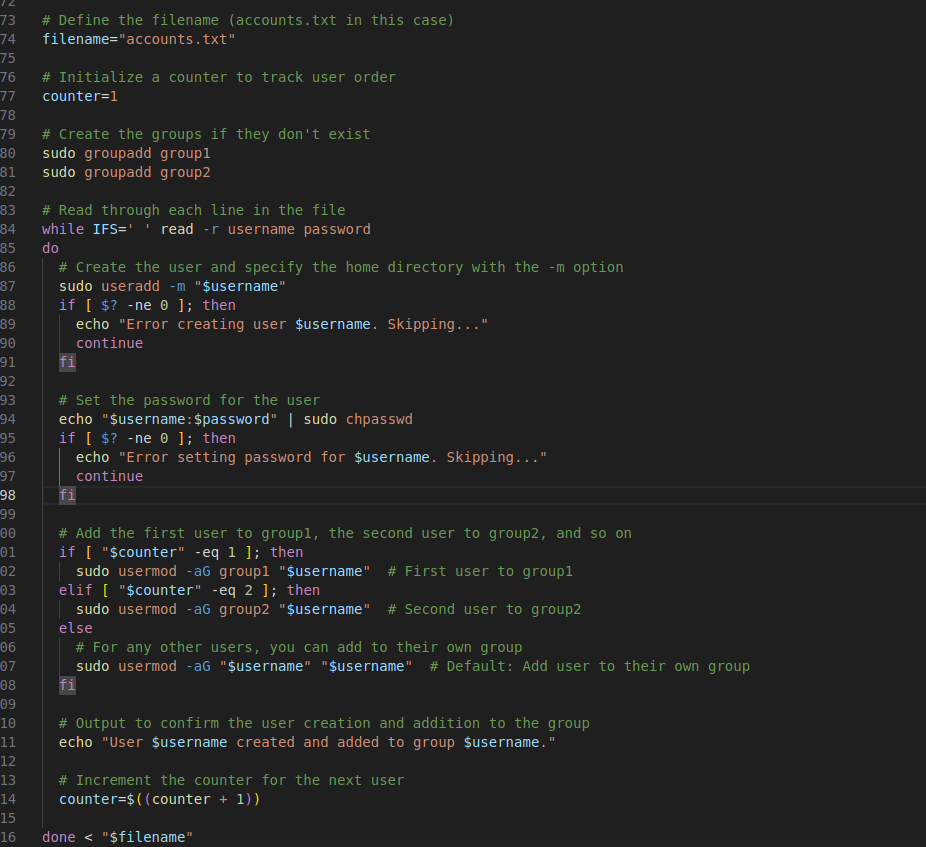 72
73 # Define the filename (accounts.txt in this case)
74 filename="accounts.txt"
75
76 # Initialize a counter to track user order
77 counter=1
78
79 # Create the groups if they don't exist
80 sudo groupadd group1
81 sudo groupadd group2
82
83 # Read through each line in the file
84 while IFS=' ' read -r username password
85 do
86 # Create the user and specify the home directory with the -m option
87 sudo useradd -m "$username"
88 if [ $? -ne 0 ]; then
89 echo "Error creating user $username. Skipping..."
90 continue
91 fi
92
93 # Set the password for the user
94 echo "$username:$password" | sudo chpasswd
95 if [ $? -ne 0 ]; then
96 echo "Error setting password for $username. Skipping..."
97 continue
98 fi
99
00 # Add the first user to group1, the second user to group2, and so on
01 if [ "$counter" -eq 1 ]; then
02 sudo usermod -aG group1 "$username"  # First user to group1
03 elif [ "$counter" -eq 2 ]; then
04 sudo usermod -aG group2 "$username"  # Second user to group2
05 else
06 # For any other users, you can add to their own group
07 sudo usermod -aG "$username" "$username"  # Default: Add user to their own group
08 fi
09
10 # Output to confirm the user creation and addition to the group
11 echo "User $username created and added to group $username."
12
13 # Increment the counter for the next user
14 counter=$((counter + 1))
15
16 done < "$filename"